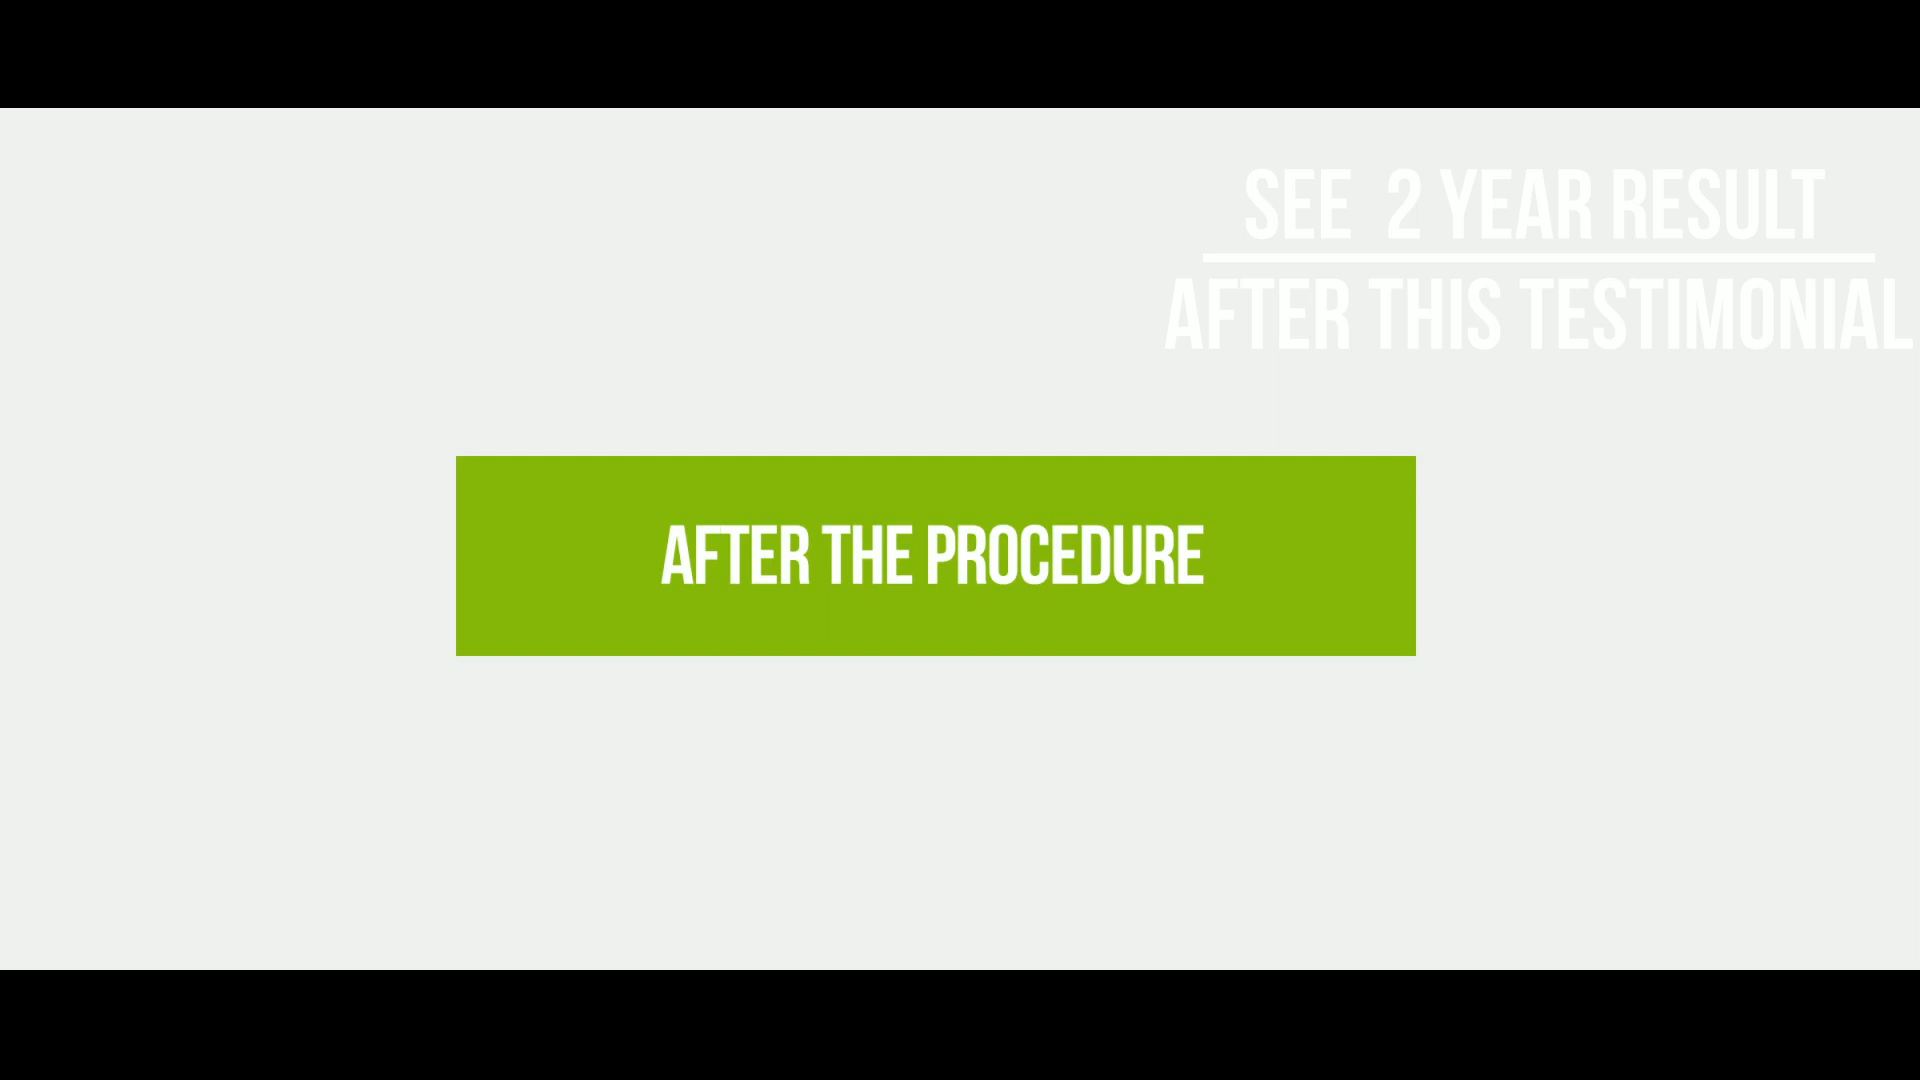 SEE 2 YEAR RESULT
AFTER THIS TESTIMONIAL
AFTER THE PROCEDURE